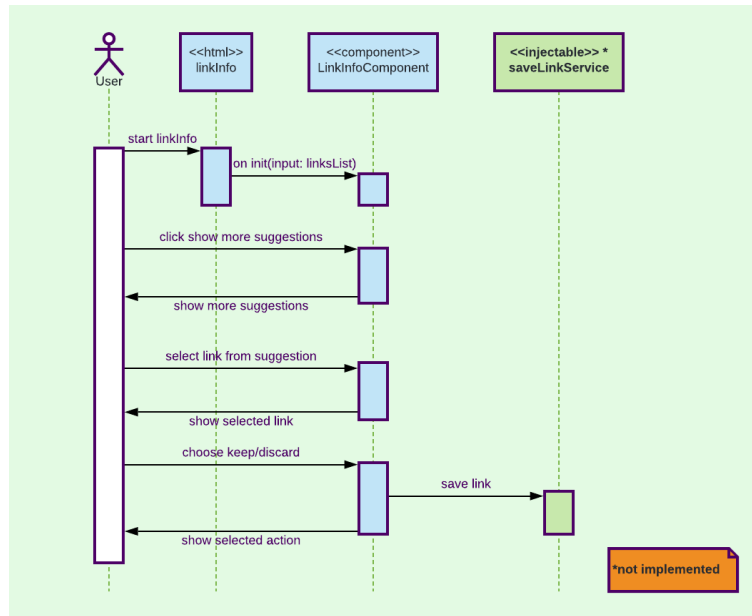 User
<<html>>
linkInfo
<<component>>
LinkInfoComponent
<<injectable>> *
saveLinkService
start linkInfo
on init(input: linksList)
click show more suggestions
show more suggestions
select link from suggestion
show selected link
choose keep/discard
save link
show selected action
*not implemented